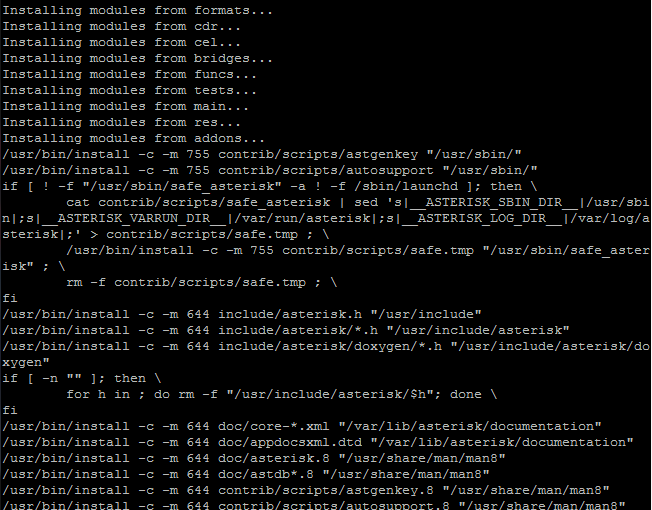 Installing modules from formats...
Installing modules from cdr...
Installing modules from cel...
Installing modules from bridges...
Installing modules from funcs...
Installing modules from tests...
Installing modules from main...
Installing modules from res...
Installing modules from addons...
/usr/bin/install -c -m 755 contrib/scripts/astgenkey "/usr/sbin/"
/usr/bin/install -c -m 755 contrib/scripts/autosupport "/usr/sbin/"
if [ ! -f "/usr/sbin/safe_asterisk" -a ! -f /sbin/launchd ]; then \
        cat contrib/scripts/safe_asterisk | sed 's|__ASTERISK_SBIN_DIR__|/usr/sbi
n|;s|__ASTERISK_VARRUN_DIR__|/var/run/asterisk|;s|__ASTERISK_LOG_DIR__|/var/log/a
sterisk|;' > contrib/scripts/safe.tmp ; \
        /usr/bin/install -c -m 755 contrib/scripts/safe.tmp "/usr/sbin/safe_aster
isk" ; \
        rm -f contrib/scripts/safe.tmp ; \
fi
/usr/bin/install -c -m 644 include/asterisk.h "/usr/include"
/usr/bin/install -c -m 644 include/asterisk/*.h "/usr/include/asterisk"
/usr/bin/install -c -m 644 include/asterisk/doxygen/*.h "/usr/include/asterisk/do
xygen"
if [ -n "" ]; then \
        for h in ; do rm -f "/usr/include/asterisk/$h"; done \
fi
/usr/bin/install -c -m 644 doc/core-*.xml "/var/lib/asterisk/documentation"
/usr/bin/install -c -m 644 doc/appdocsxml.dtd "/var/lib/asterisk/documentation"
/usr/bin/install -c -m 644 doc/asterisk.8 "/usr/share/man/man8"
/usr/bin/install -c -m 644 doc/astdb*.8 "/usr/share/man/man8"
/usr/bin/install -c -m 644 contrib/scripts/astgenkey.8 "/usr/share/man/man8"
/usr/bin/install -c -m 644 contrib/scripts/autosupport.8 "/usr/share/man/man8"